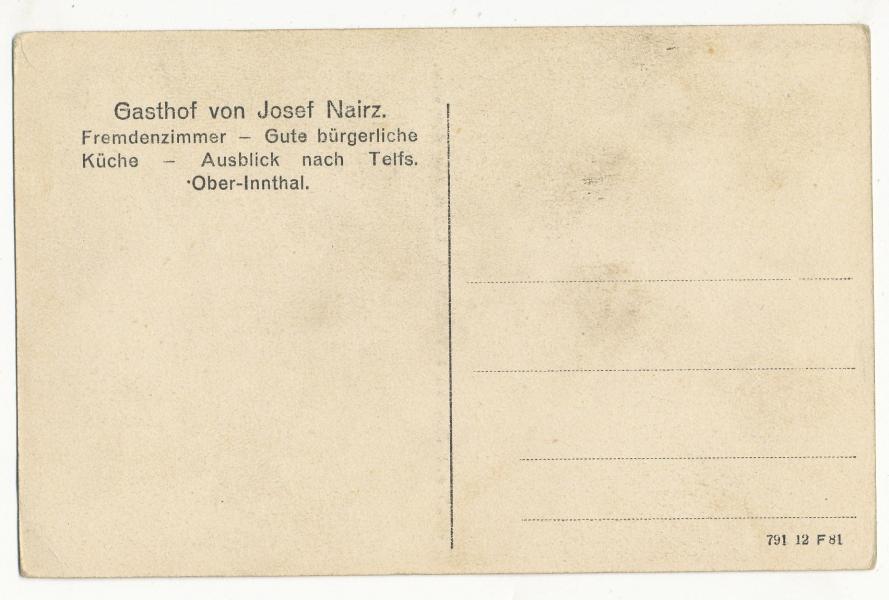 Gasthof von Josef Nairz.
Fremdenzimmer – Gute bürgerliche
Küche – Ausblick nach Telfs.
Ober-Innthal.
791 12 F 81